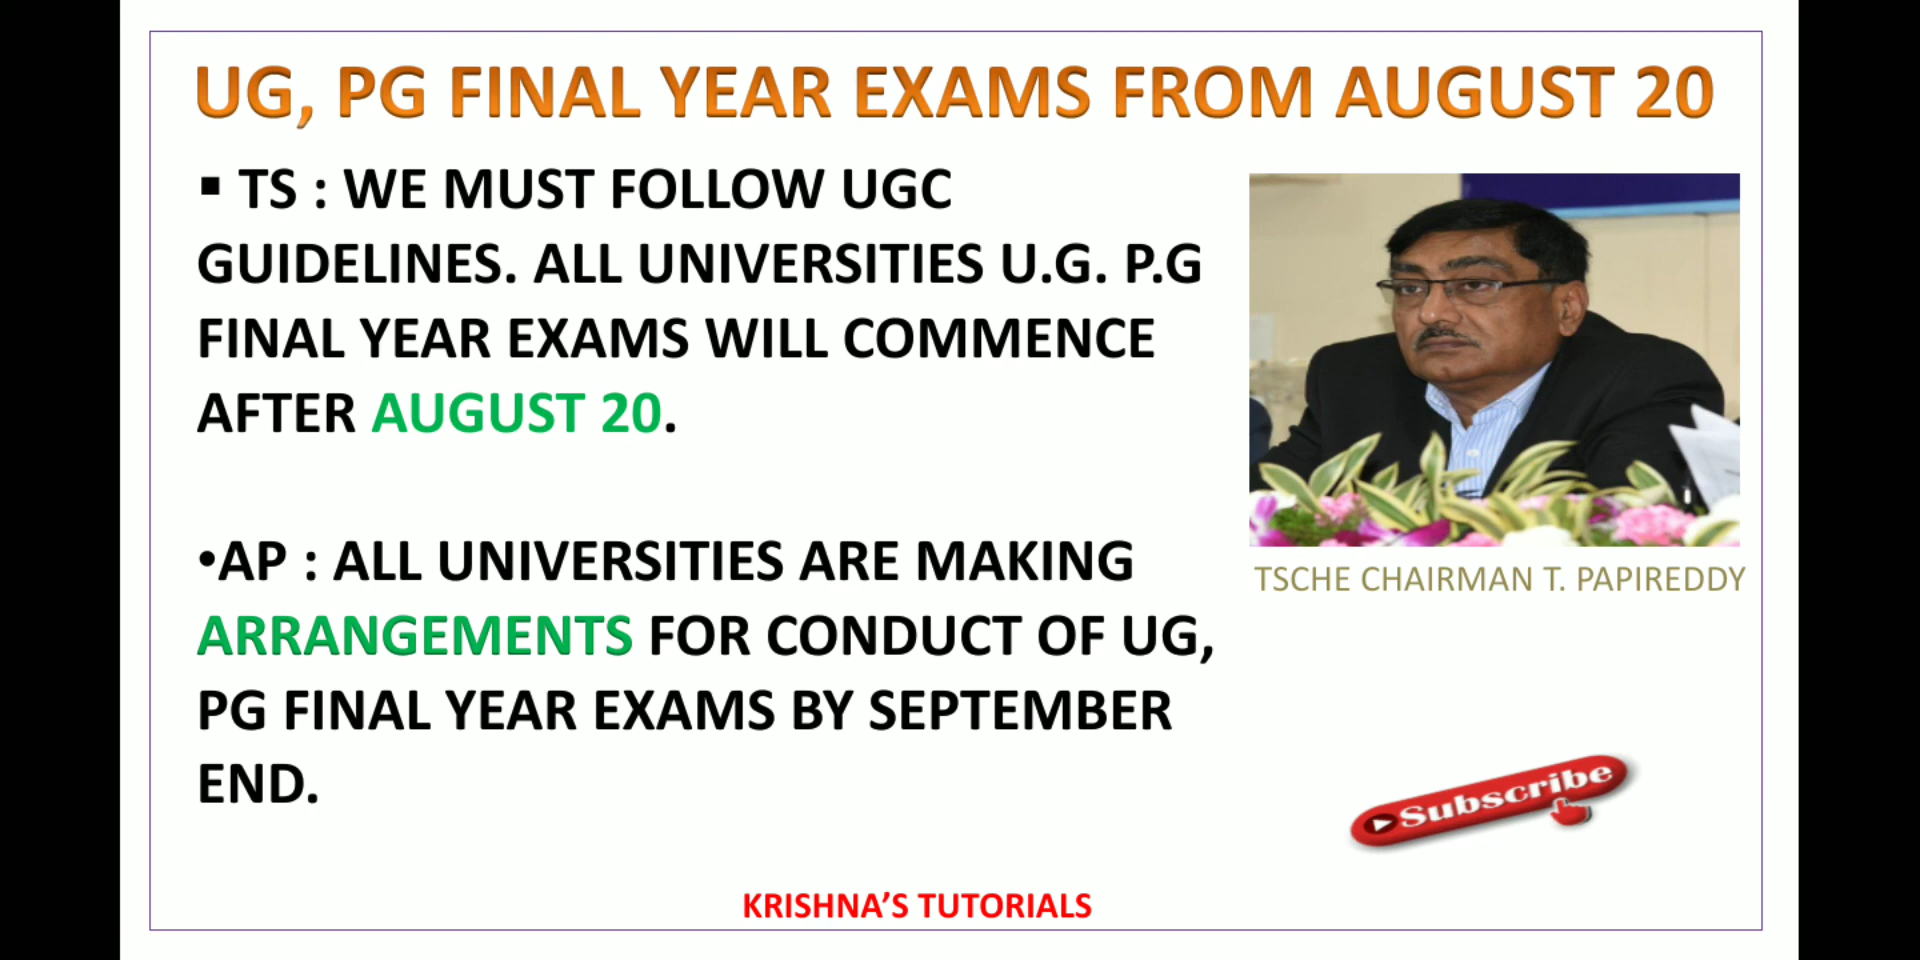 UG, PG FINAL YEAR EXAMS FROM AUGUST 20
▪ TS : WE MUST FOLLOW UGC
GUIDELINES. ALL UNIVERSITIES U.G. P.G
FINAL YEAR EXAMS WILL COMMENCE
AFTER AUGUST 20.
•AP : ALL UNIVERSITIES ARE MAKING
ARRANGEMENTS FOR CONDUCT OF UG,
PG FINAL YEAR EXAMS BY SEPTEMBER
END.
TSCHE CHAIRMAN T. PAPIREDDY
Subscribe
KRISHNA’S TUTORIALS